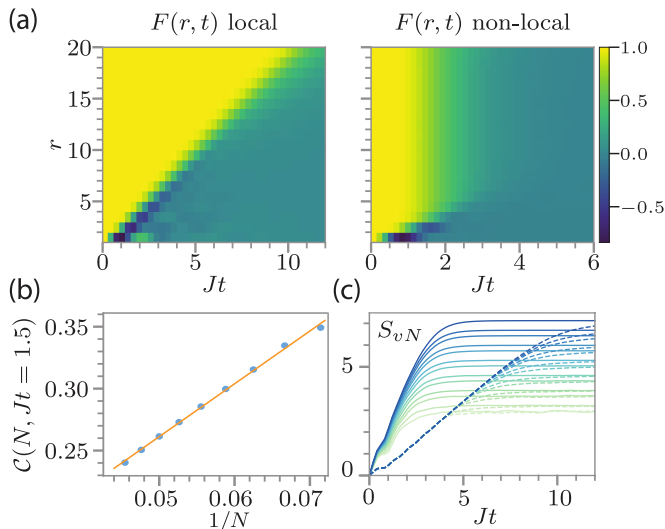 (a)
F(r, t) local
F(r, t) non-local
20
15
10
5
r
0 5 10
Jt
0 2 4 6
Jt
1.0
0.5
0.0
−0.5
(b)
0.35
0.30
0.25
C(N, Jt = 1.5)
0.05 0.06 0.07
1/N
(c)
S_{vN}
5
0
0 5 10
Jt